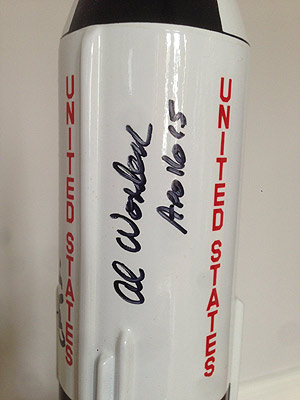 UNITED STATES
Al Worden
Apollo 15
UNITED STATES